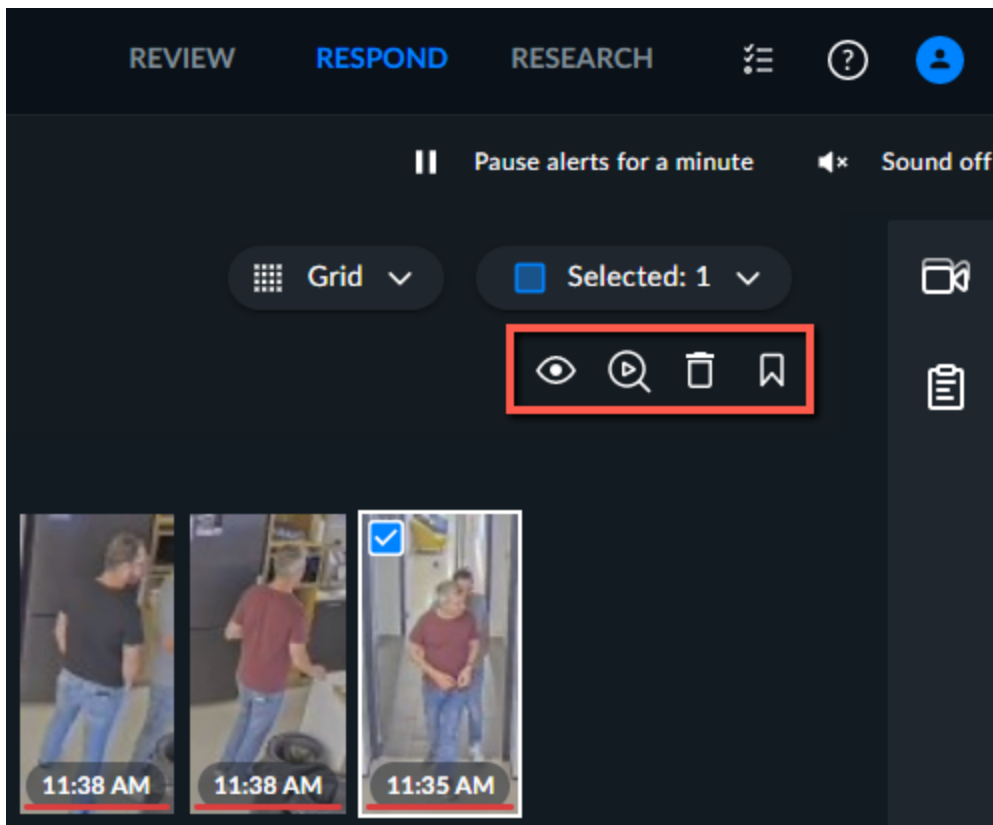 REVIEW RESPOND RESEARCH
Pause alerts for a minute Sound off
Grid Selected: 1
11:38 AM 11:38 AM 11:35 AM